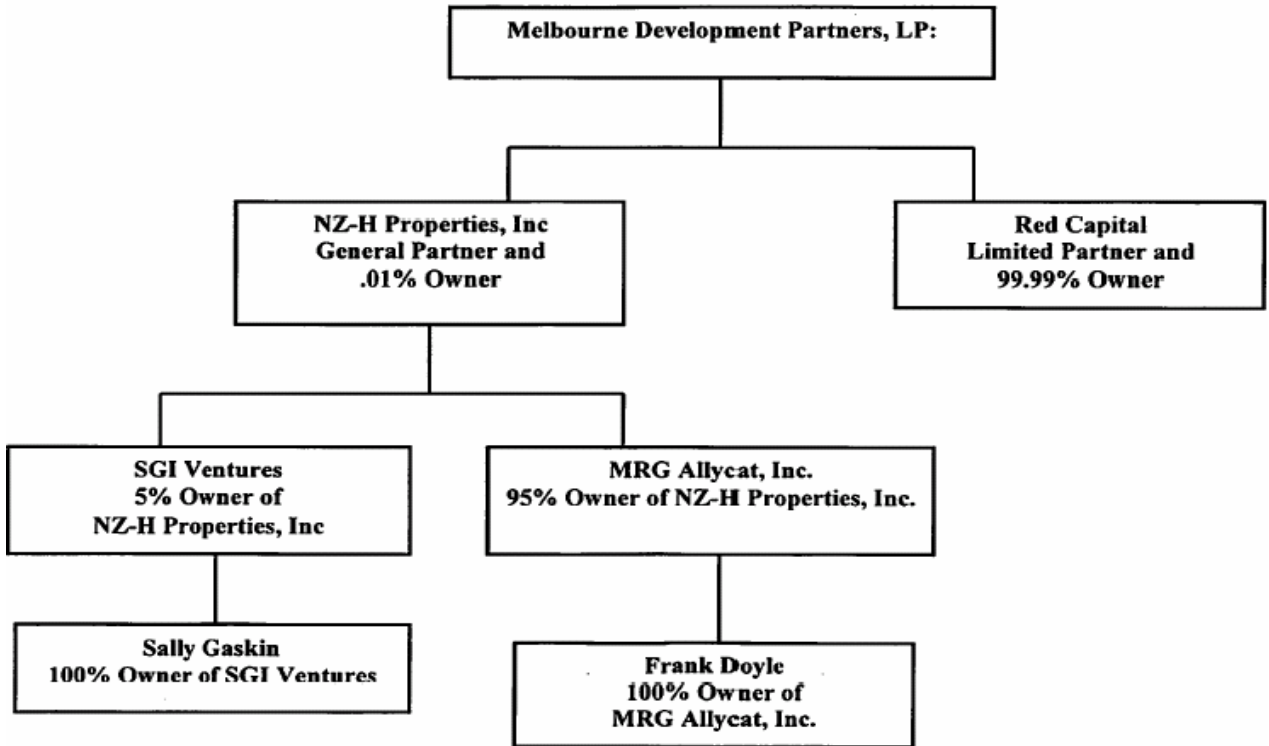 Melbourne Development Partners, LP:
NZ-H Properties, Inc
General Partner and
.01% Owner
Red Capital
Limited Partner and
99.99% Owner
SGI Ventures
5% Owner of
NZ-H Properties, Inc
MRG Allycat, Inc.
95% Owner of NZ-H Properties, Inc.
Sally Gaskin
100% Owner of SGI Ventures
Frank Doyle
100% Owner of
MRG Allycat, Inc.